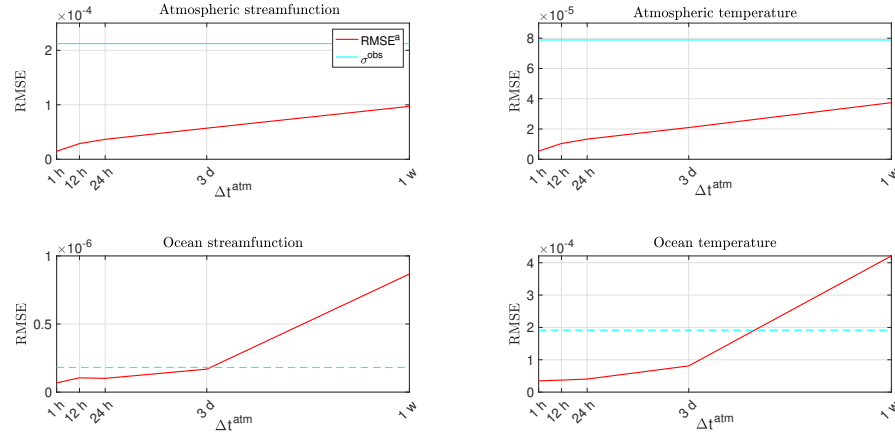 Atmospheric streamfunction
×10⁻⁴
RMSE
2
1
0
RMSEᵃ
σᵒᵇˢ
1 h
12 h
24 h
3 d
1 w
Δtᵃᵗᵐ
Atmospheric temperature
×10⁻⁵
RMSE
8
6
4
2
0
1 h
12 h
24 h
3 d
1 w
Δtᵃᵗᵐ
Ocean streamfunction
×10⁻⁶
RMSE
1
0.5
0
1 h
12 h
24 h
3 d
1 w
Δtᵃᵗᵐ
Ocean temperature
×10⁻⁴
RMSE
4
3
2
1
0
1 h
12 h
24 h
3 d
1 w
Δtᵃᵗᵐ